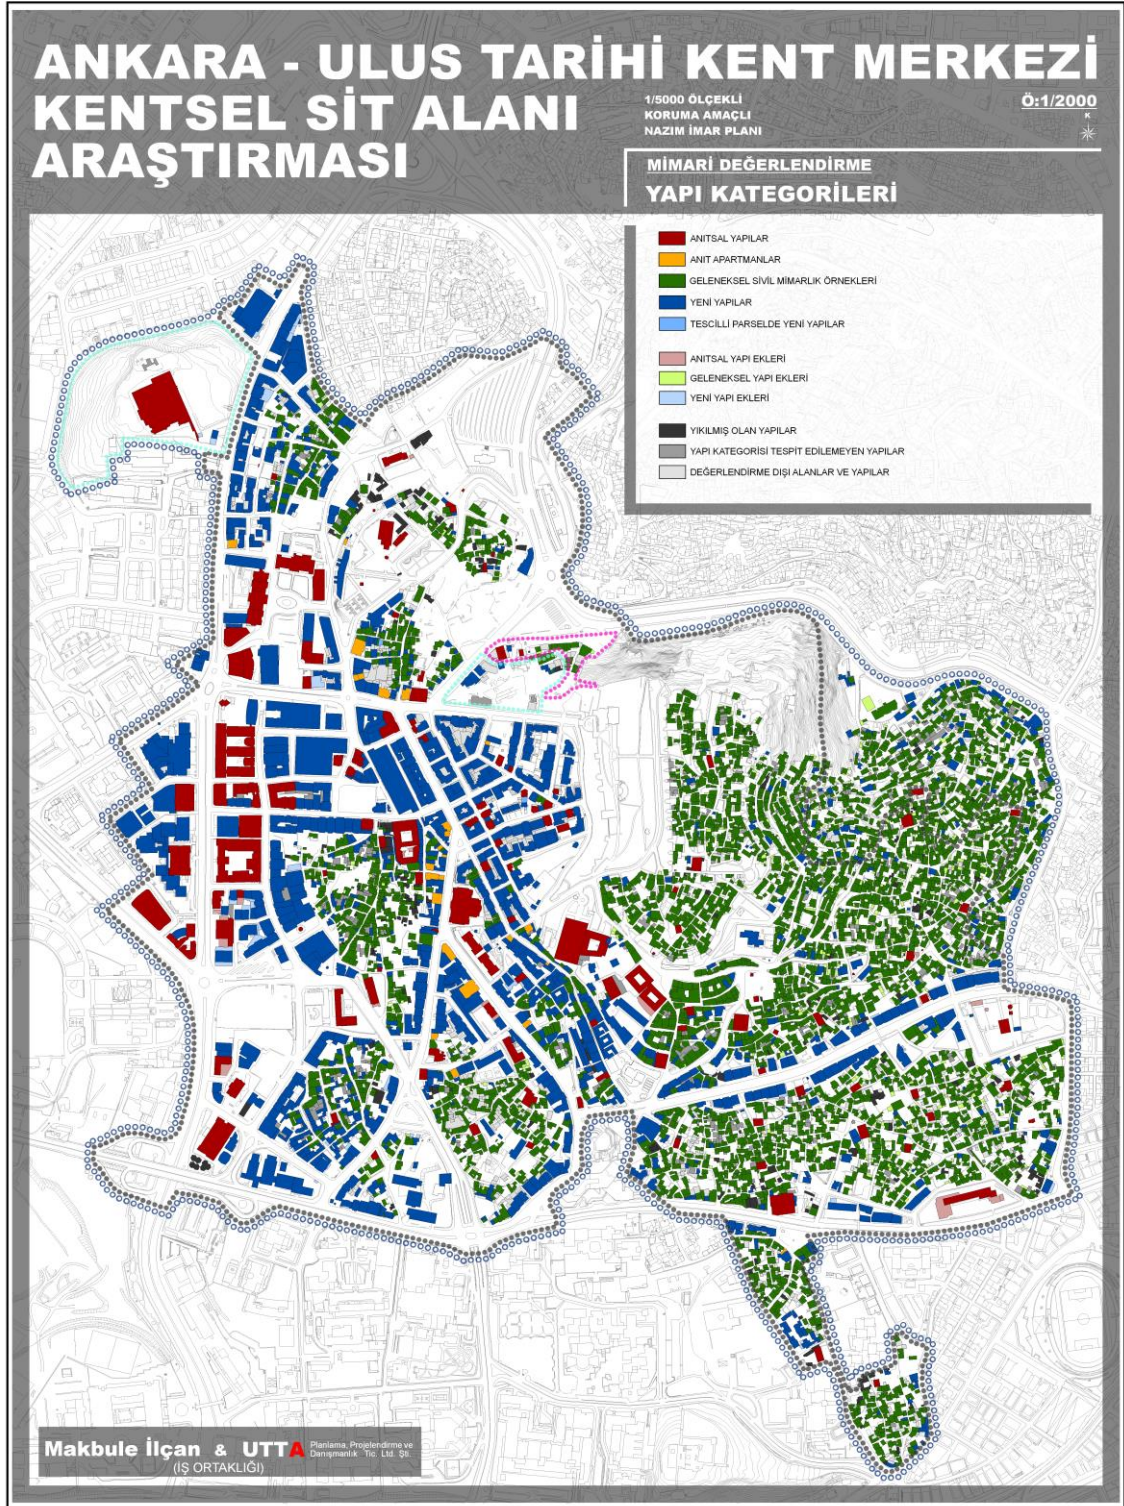 ANKARA - ULUS TARİHİ KENT MERKEZİ
KENTSEL SİT ALANI
ARAŞTIRMASI
1/5000 ÖLÇEKLİ
KORUMA AMAÇLI
NAZIM İMAR PLANI
Ö:1/2000
K
MİMARİ DEĞERLENDİRME
YAPI KATEGORİLERİ
ANITSAL YAPILAR
ANIT APARTMANLAR
GELENEKSEL SİVİL MİMARLIK ÖRNEKLERİ
YENİ YAPILAR
TESCİLLİ PARSELDE YENİ YAPILAR
ANITSAL YAPI EKLERİ
GELENEKSEL YAPI EKLERİ
YENİ YAPI EKLERİ
YIKILMIŞ OLAN YAPILAR
YAPI KATEGORİSİ TESPİT EDİLEMEYEN YAPILAR
DEĞERLENDİRME DIŞI ALANLAR VE YAPILAR
Makbule İlçan & UTTA Planlama, Projelendirme ve
Danışmanlık Tic. Ltd. Şti.
(İŞ ORTAKLIĞI)